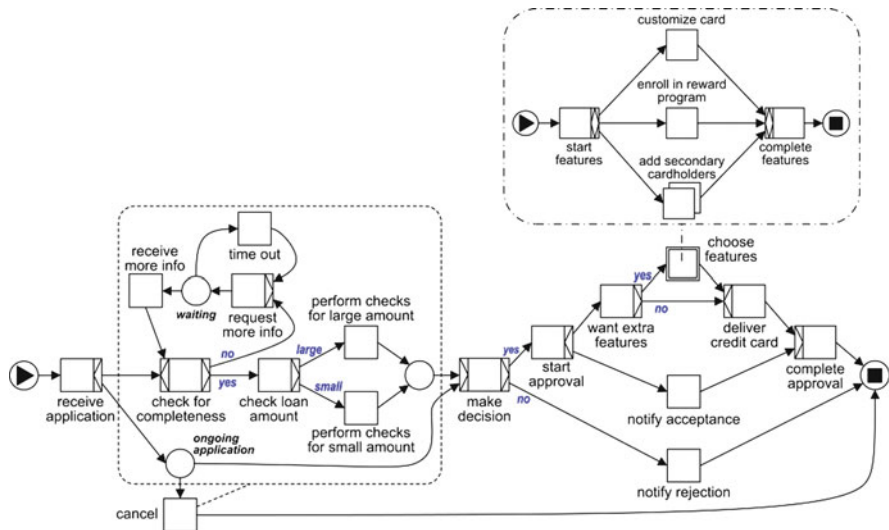 customize card
enroll in reward
program
start
features
complete
features
add secondary
cardholders
receive
more info
time out
waiting
request
more info
perform checks
for large amount
choose
features
yes
no
want extra
features
deliver
credit card
no
yes
large
small
yes
no
receive
application
check for
completeness
check loan
amount
perform checks
for small amount
make
decision
start
approval
complete
approval
notify acceptance
ongoing
application
notify rejection
cancel